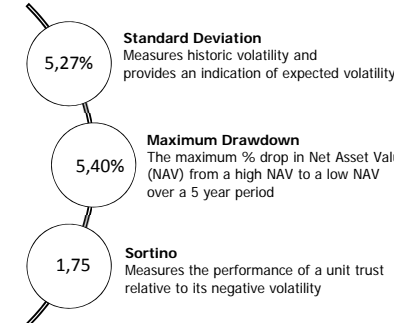 5,27%
Standard Deviation
Measures historic volatility and
provides an indication of expected volatility
5,40%
Maximum Drawdown
The maximum % drop in Net Asset
(NAV) from a high NAV to a low NAV
over a 5 year period
1,75
Sortino
Measures the performance of a unit trust
relative to its negative volatility